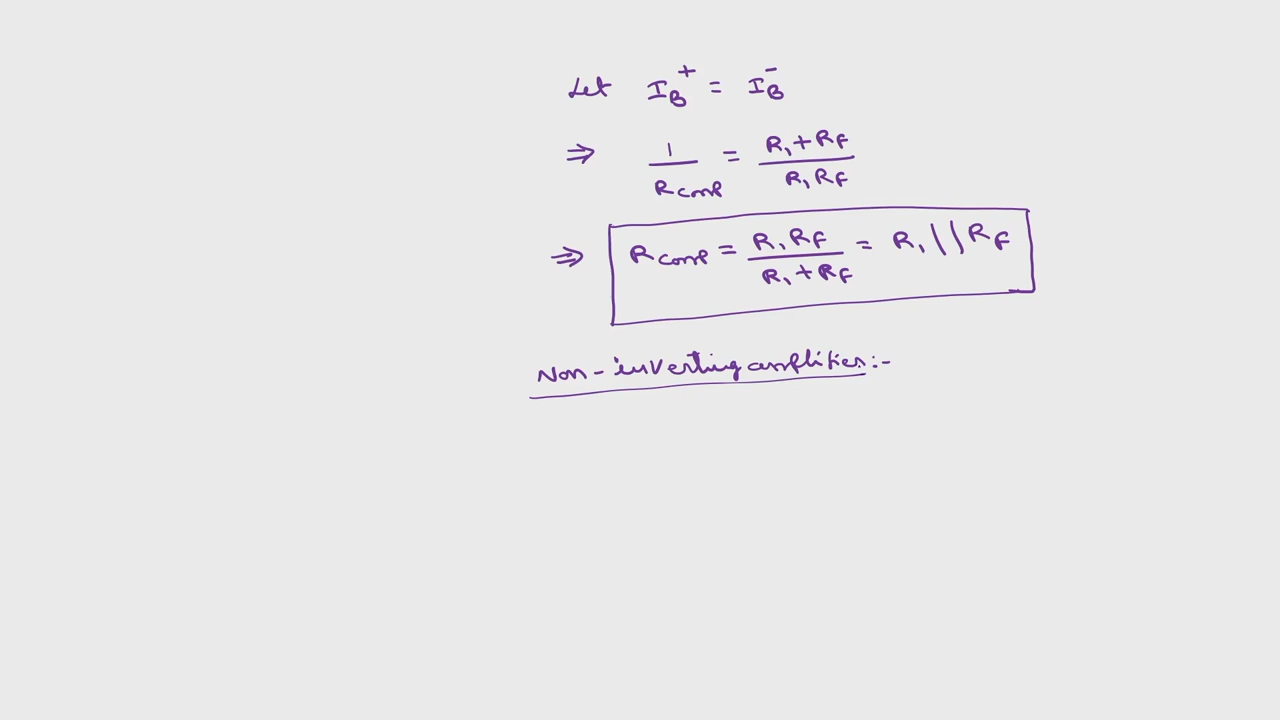 Let I_B^+ = I_B^-
⇒ 1/R_comp = (R_1 + R_F)/(R_1 R_F)
⇒ R_comp = (R_1 R_F)/(R_1 + R_F) = R_1 || R_F
Non-inverting amplifier:-